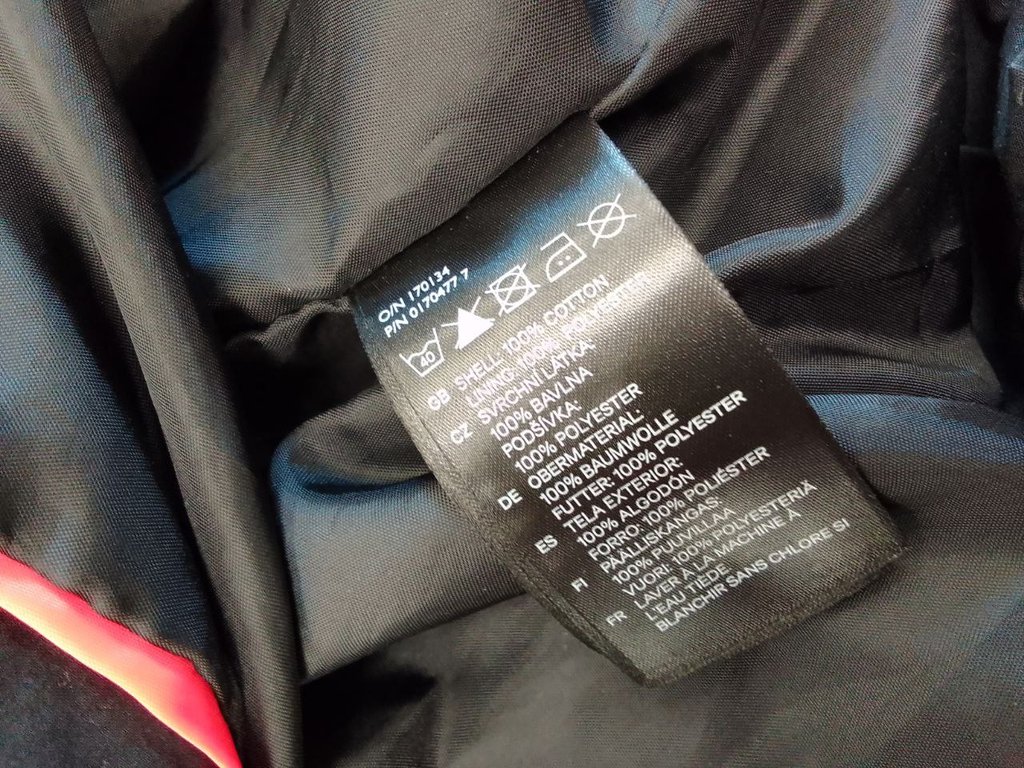 O/N 170134
P/N 0170477 7
40
GB SHELL 100% COTTON
LINING: 100% POLYESTER
CZ SVRCHNÍ LÁTKA:
100% BAVLNA
PODŠÍVKA:
100% POLYESTER
DE OBERMATERIAL:
100% BAUMWOLLE
FUTTER: 100% POLYESTER
ES TELA EXTERIOR:
100% ALGODÓN
FORRO: 100% POLIÉSTER
FI PÄÄLLISKANGAS:
100% PUUVILLAA
VUORI: 100% POLYESTERIÄ
FR LAVER À LA MACHINE À
L'EAU TIÈDE
BLANCHIR SANS CHLORE SI